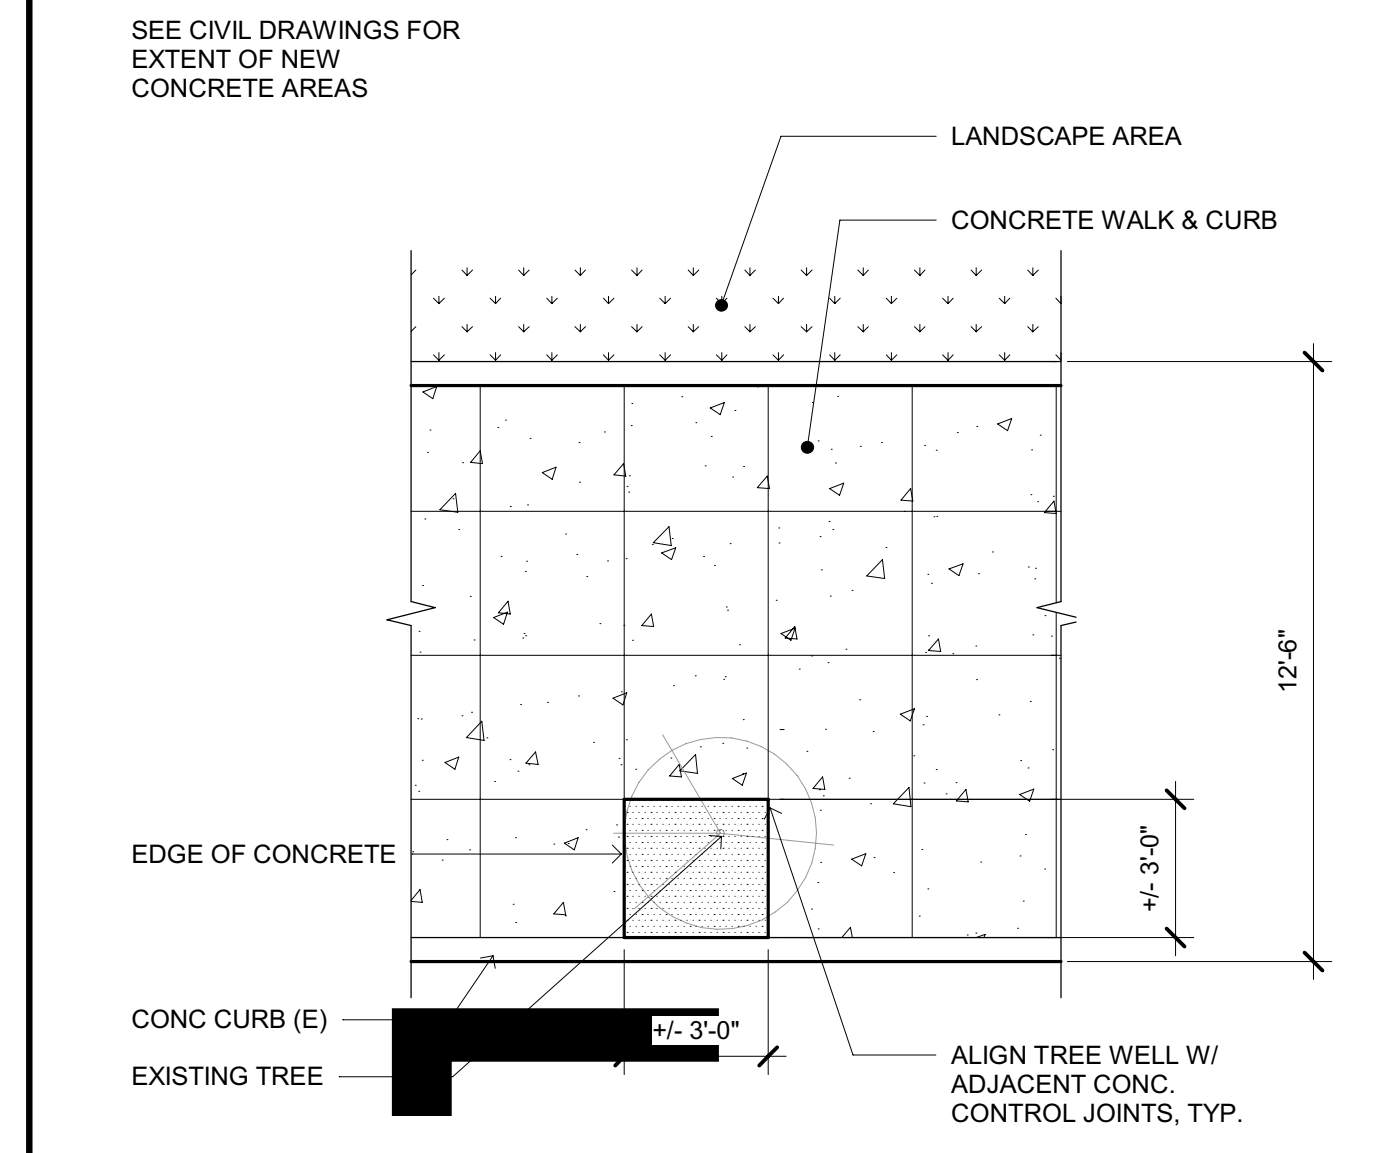 SEE CIVIL DRAWINGS FOR
EXTENT OF NEW
CONCRETE AREAS
LANDSCAPE AREA
CONCRETE WALK & CURB
12'-6"
+/- 3'-0"
EDGE OF CONCRETE
CONC CURB (E)
+/- 3'-0"
EXISTING TREE
ALIGN TREE WELL W/
ADJACENT CONC.
CONTROL JOINTS, TYP.